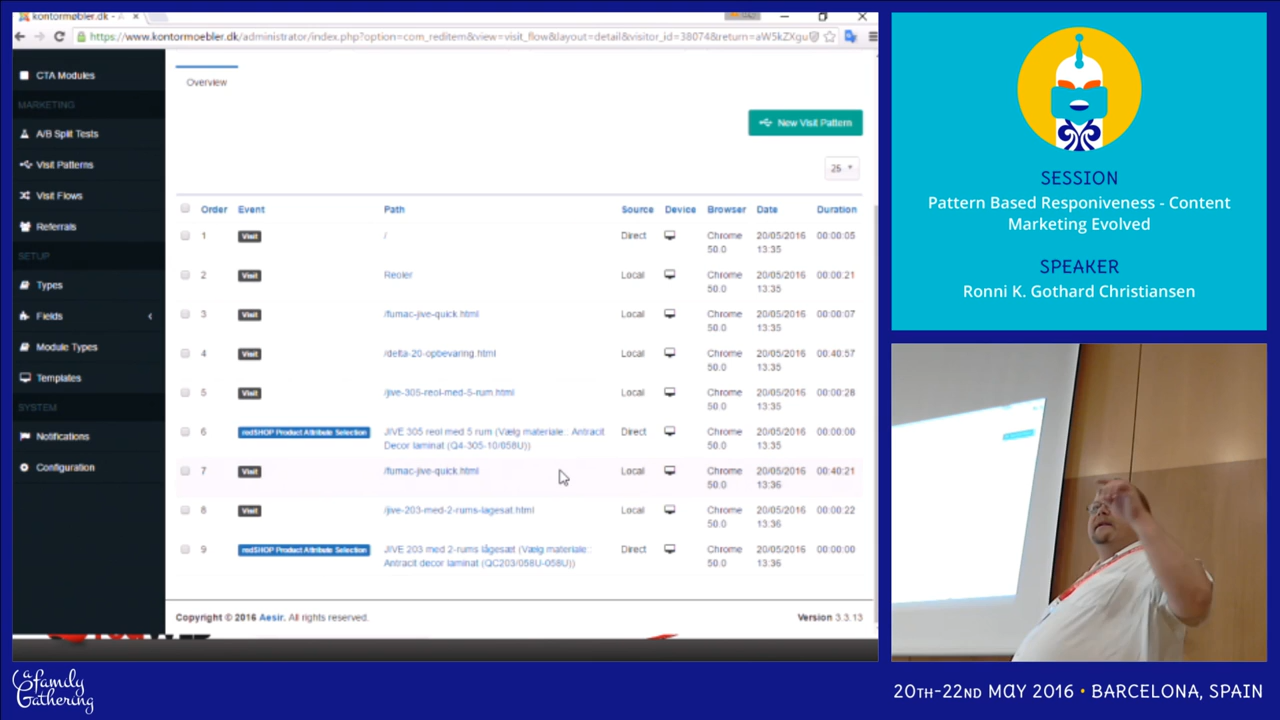 kontormøbler.dk - A
https://www.kontormoebler.dk/administrator/index.php?option=com_reditem&view=visit_flow&layout=detail&visitor_id=38074&return=aW5kZXgu
CTA Modules
MARKETING
A/B Split Tests
Visit Patterns
Visit Flows
Referrals
SETUP
Types
Fields
Module Types
Templates
SYSTEM
Notifications
Configuration
Overview
New Visit Pattern
25
Order Event Path Source Device Browser Date Duration
1 Visit / Direct Chrome 50.0 20/05/2016 13:35 00:00:05
2 Visit Reoler Local Chrome 50.0 20/05/2016 13:35 00:00:21
3 Visit /fumac-jive-quick.html Local Chrome 50.0 20/05/2016 13:35 00:00:07
4 Visit /delta-20-opbevaring.html Local Chrome 50.0 20/05/2016 13:35 00:40:57
5 Visit /jive-305-reol-med-5-rum.html Local Chrome 50.0 20/05/2016 13:35 00:00:28
6 redSHOP Product Attribute Selection JIVE 305 reol med 5 rum (Vælg materiale : Antracit Decor laminat (Q4-305-10/058U)) Direct Chrome 50.0 20/05/2016 13:35 00:00:00
7 Visit /fumac-jive-quick.html Local Chrome 50.0 20/05/2016 13:36 00:40:21
8 Visit /jive-203-med-2-rums-lagesat.html Local Chrome 50.0 20/05/2016 13:36 00:00:22
9 redSHOP Product Attribute Selection JIVE 203 med 2-rums lågesæt (Vælg materiale : Antracit decor laminat (QC203/058U-058U)) Direct Chrome 50.0 20/05/2016 13:36 00:00:00
Copyright © 2016 Aesir. All rights reserved.
Version 3.3.13
SESSION
Pattern Based Responiveness - Content
Marketing Evolved
SPEAKER
Ronni K. Gothard Christiansen
a family
Gathering
20TH-22ND MAY 2016 • BARCELONA, SPAIN